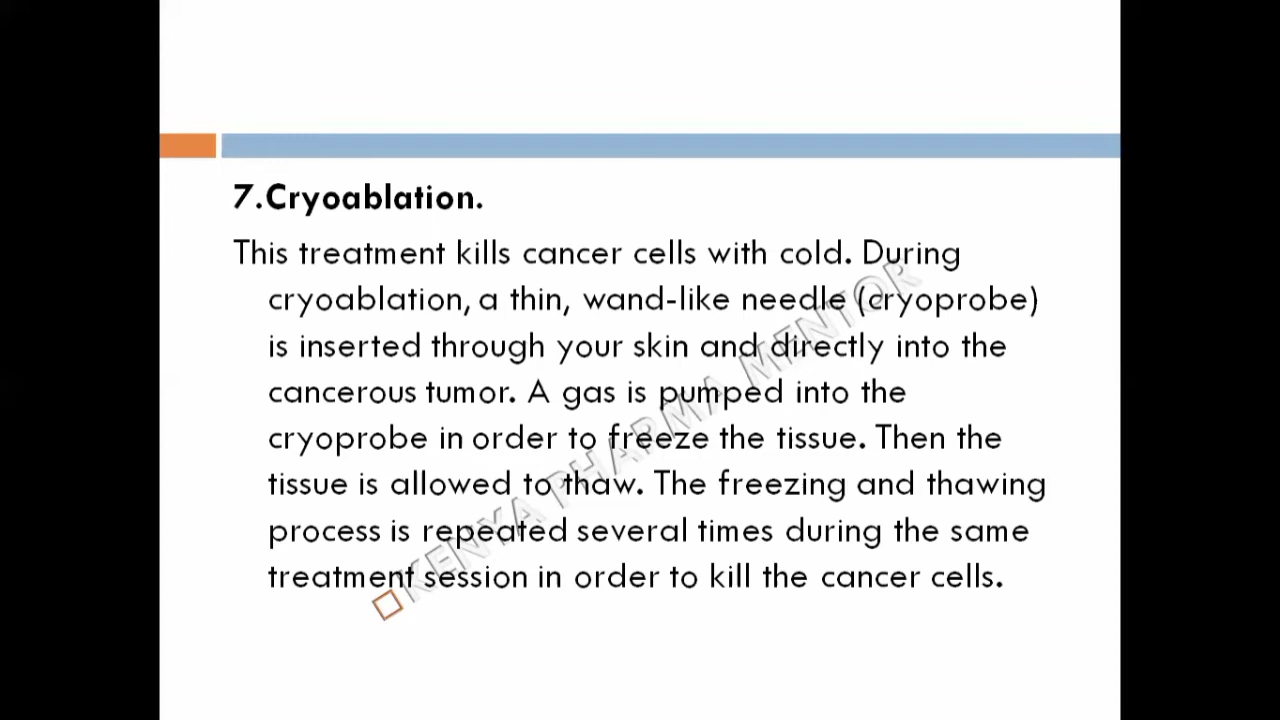 7.Cryoablation.
This treatment kills cancer cells with cold. During
cryoablation, a thin, wand-like needle (cryoprobe)
is inserted through your skin and directly into the
cancerous tumor. A gas is pumped into the
cryoprobe in order to freeze the tissue. Then the
tissue is allowed to thaw. The freezing and thawing
process is repeated several times during the same
treatment session in order to kill the cancer cells.
KENYA PHARMA MENTOR